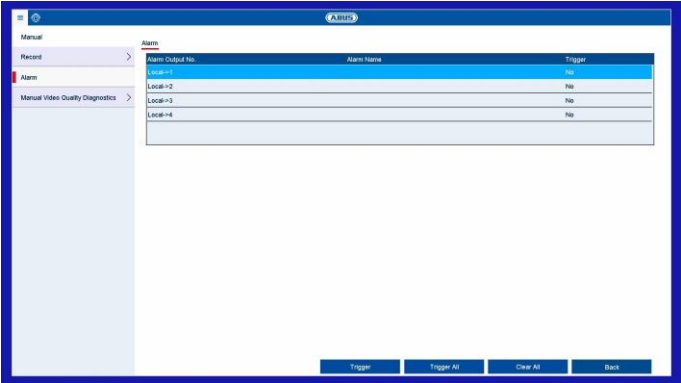 ABUS
Manual
Record
Alarm
Manual Video Quality Diagnostics
Alarm
Alarm Output No. Alarm Name Trigger
Local->1 No
Local->2 No
Local->3 No
Local->4 No
Trigger Trigger All Clear All Back